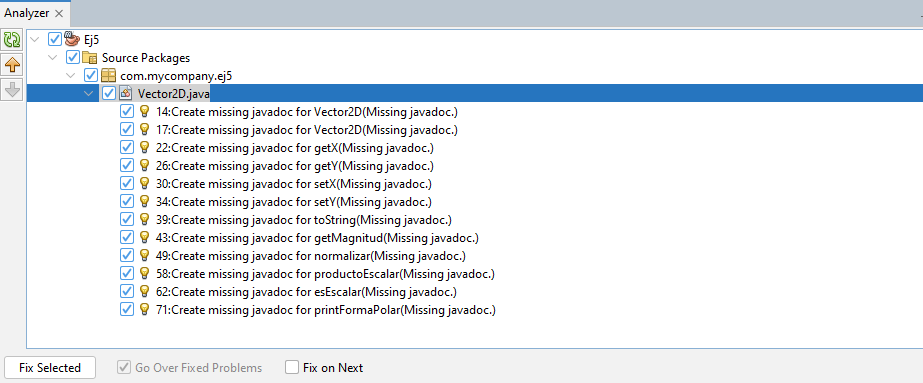 Analyzer
Ej5
Source Packages
com.mycompany.ej5
Vector2D.java
14:Create missing javadoc for Vector2D(Missing javadoc.)
17:Create missing javadoc for Vector2D(Missing javadoc.)
22:Create missing javadoc for getX(Missing javadoc.)
26:Create missing javadoc for getY(Missing javadoc.)
30:Create missing javadoc for setX(Missing javadoc.)
34:Create missing javadoc for setY(Missing javadoc.)
39:Create missing javadoc for toString(Missing javadoc.)
43:Create missing javadoc for getMagnitud(Missing javadoc.)
49:Create missing javadoc for normalizar(Missing javadoc.)
58:Create missing javadoc for productoEscalar(Missing javadoc.)
62:Create missing javadoc for esEscalar(Missing javadoc.)
71:Create missing javadoc for printFormaPolar(Missing javadoc.)
Fix Selected Go Over Fixed Problems Fix on Next